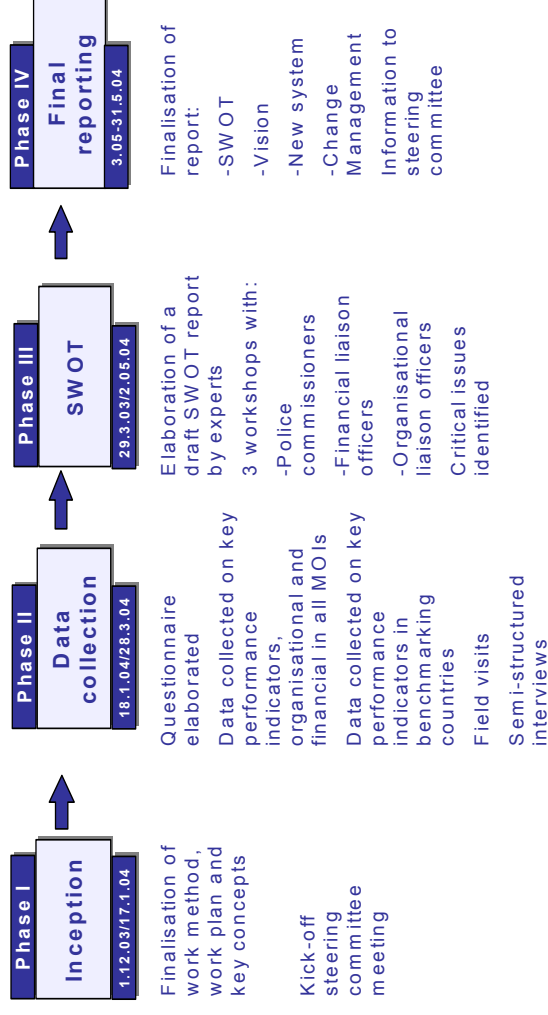 Phase I
Inception
1.12.03/17.1.04
Finalisation of
work method,
work plan and
key concepts
Kick-off
steering
committee
meeting
Phase II
Data
collection
18.1.04/28.3.04
Questionnaire
elaborated
Data collected on key
performance
indicators,
organisational and
financial in all MOIs
Data collected on key
performance
indicators in
benchmarking
countries
Field visits
Semi-structured
interviews
Phase III
SWOT
29.3.03/2.05.04
Elaboration of a
draft SWOT report
by experts
3 workshops with:
-Police
commissioners
-Financial liaison
officers
-Organisational
liaison officers
Critical issues
identified
Phase IV
Final
reporting
3.05-31.5.04
Finalisation of
report:
-SWOT
-Vision
-New system
-Change
Management
Information to
steering
committee